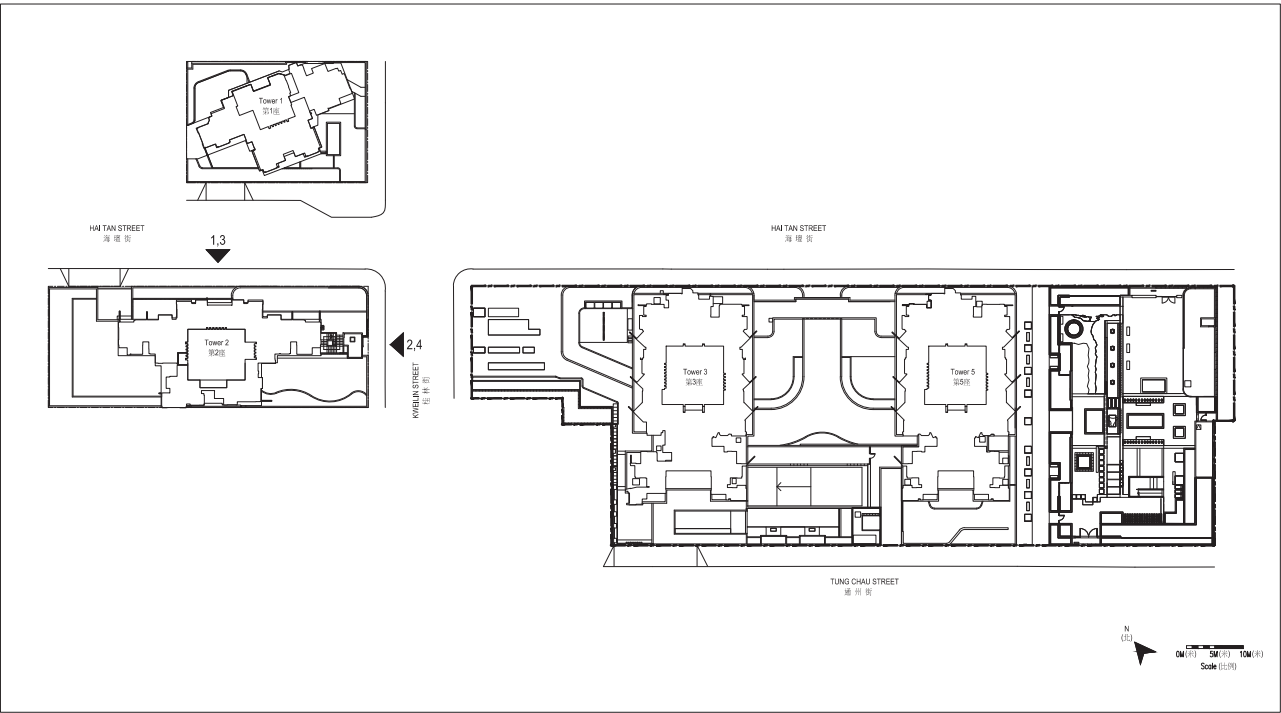 Tower 1
第1座
HAI TAN STREET
海壇街
1,3
HAI TAN STREET
海壇街
Tower 2
第2座
2,4
KWEILIN STREET
桂林街
Tower 3
第3座
Tower 5
第5座
TUNG CHAU STREET
通州街
N
(北)
0M(米) 5M(米) 10M(米)
Scale (比例)